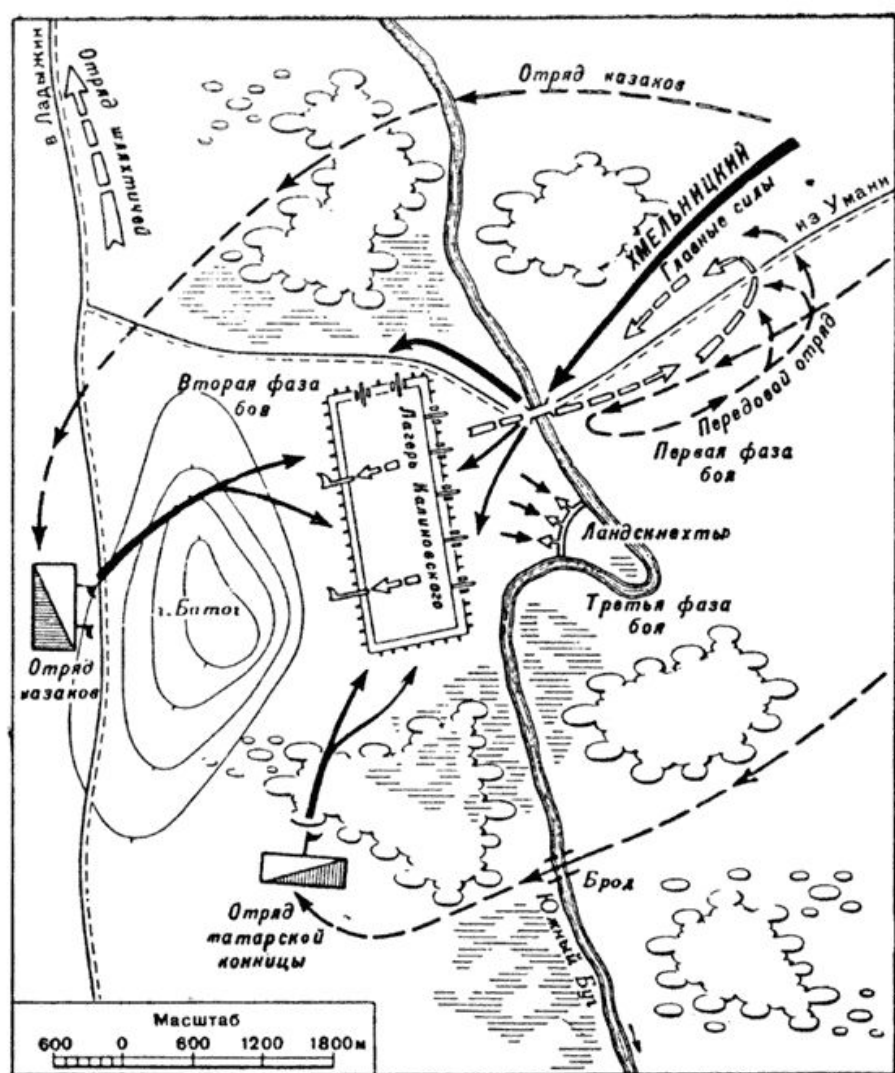 в Ладыжин
Отряд шляхтичей
Отряд казаков
ХМЕЛЬНИЦКИЙ
Главные силы
из Умани
Передовой отряд
Первая фаза
боя
Вторая фаза
боя
Лагерь Калиновского
Ландскнехты
Третья фаза
боя
г. Батог
Отряд
казаков
Отряд
татарской
конницы
Брод
Южный Буг
Масштаб
600 0 600 1200 1800 м